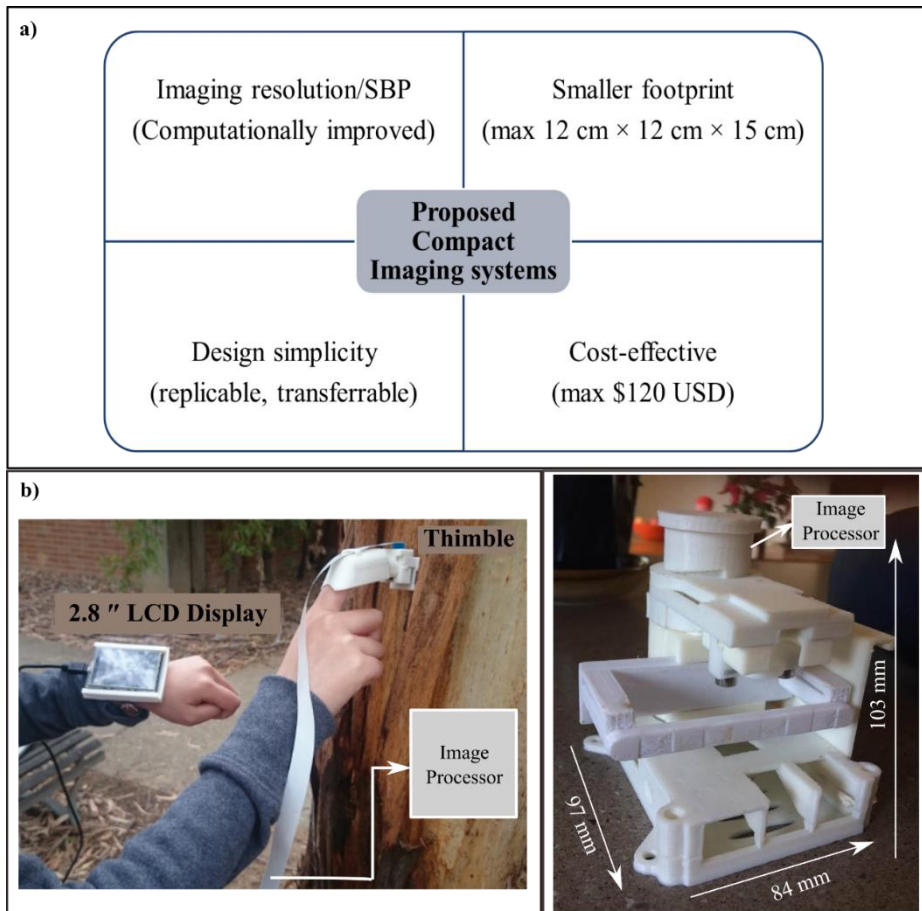 a)
Imaging resolution/SBP
(Computationally improved)
Smaller footprint
(max 12 cm × 12 cm × 15 cm)
Proposed
Compact
Imaging systems
Design simplicity
(replicable, transferrable)
Cost-effective
(max $120 USD)
b)
Thimble
2.8 ″ LCD Display
Image
Processor
Image
Processor
103 mm
97 mm
84 mm